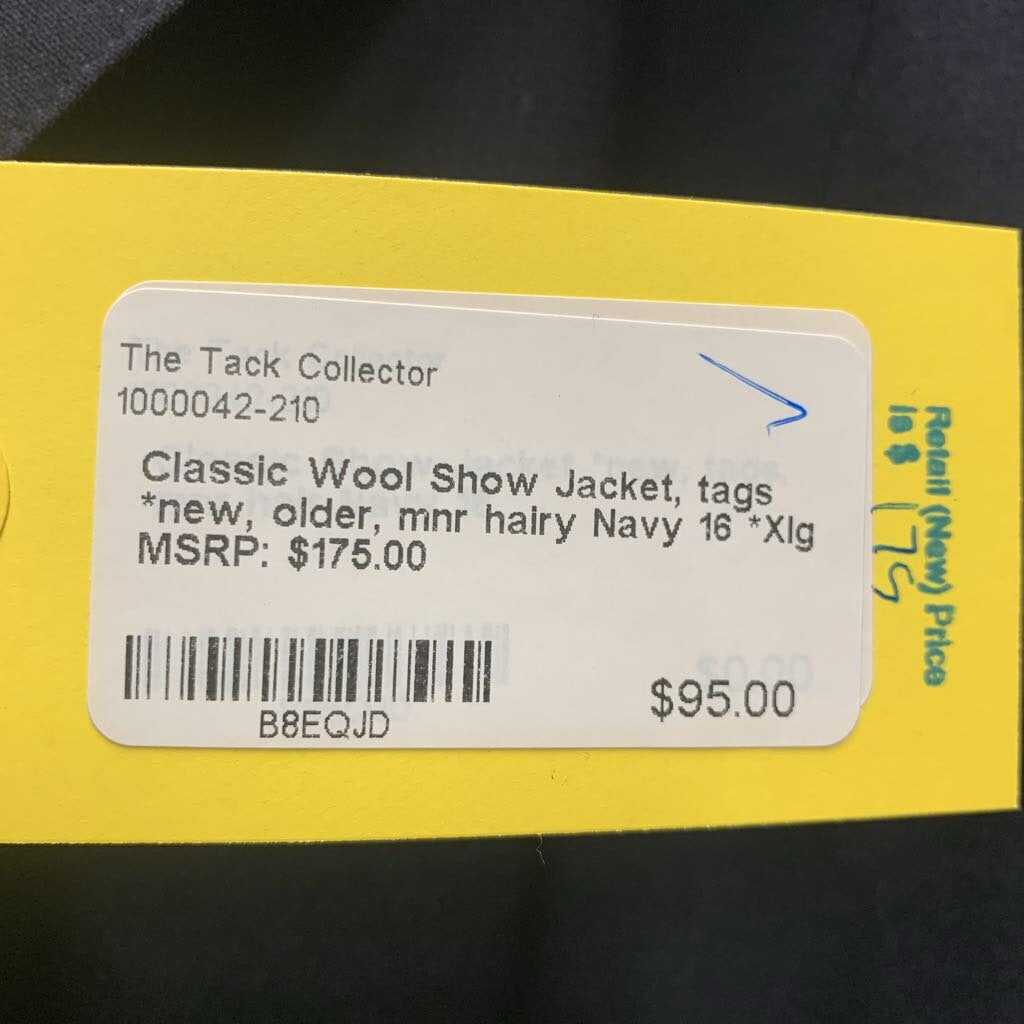 The Tack Collector
1000042-210
Classic Wool Show Jacket, tags
*new, older, mnr hairy Navy 16 *Xlg
MSRP: $175.00
B8EQJD
$95.00
Retail (New) Price
is $ 175